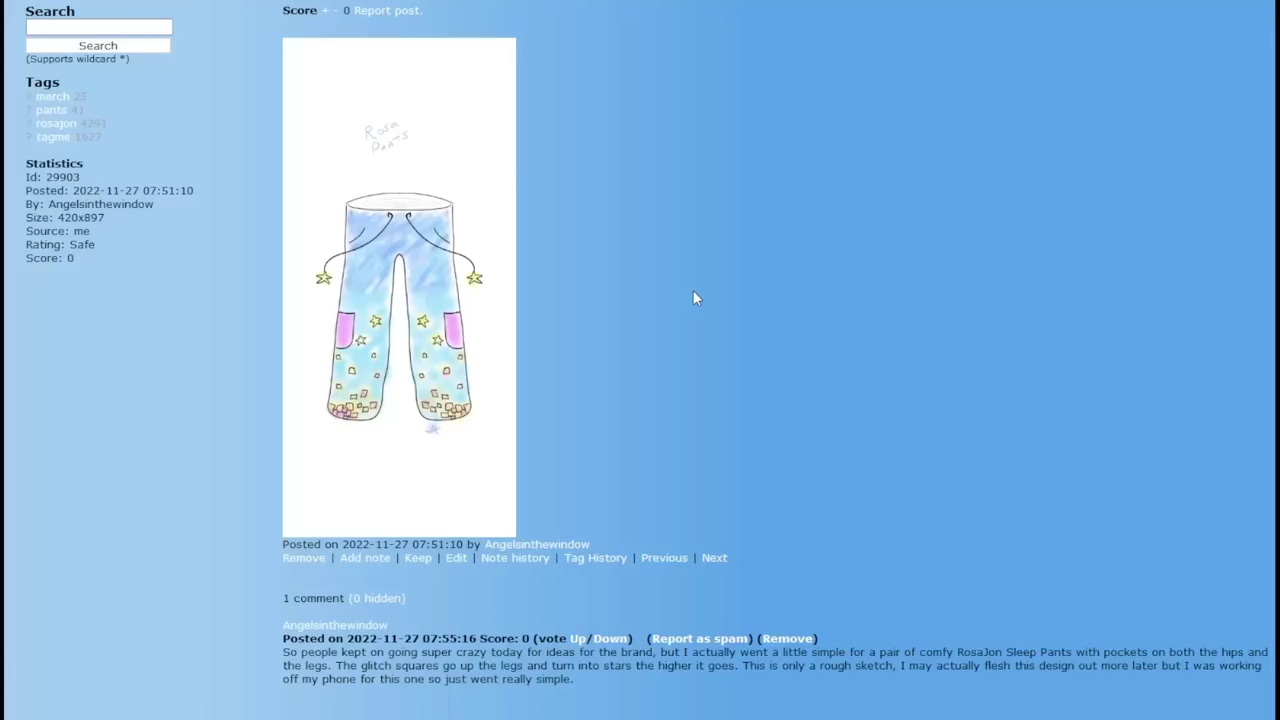 Search
Search
(Supports wildcard *)
Tags
? merch 25
? pants 41
? rosajon 4291
? tagme 1627
Statistics
Id: 29903
Posted: 2022-11-27 07:51:10
By: Angelsinthewindow
Size: 420x897
Source: me
Rating: Safe
Score: 0
Score + - 0 Report post.
Rosa
Pants
Posted on 2022-11-27 07:51:10 by Angelsinthewindow
Remove | Add note | Keep | Edit | Note history | Tag History | Previous | Next
1 comment (0 hidden)
Angelsinthewindow
Posted on 2022-11-27 07:55:16 Score: 0 (vote Up/Down) (Report as spam) (Remove)
So people kept on going super crazy today for ideas for the brand, but I actually went a little simple for a pair of comfy RosaJon Sleep Pants with pockets on both the hips and
the legs. The glitch squares go up the legs and turn into stars the higher it goes. This is only a rough sketch, I may actually flesh this design out more later but I was working
off my phone for this one so just went really simple.